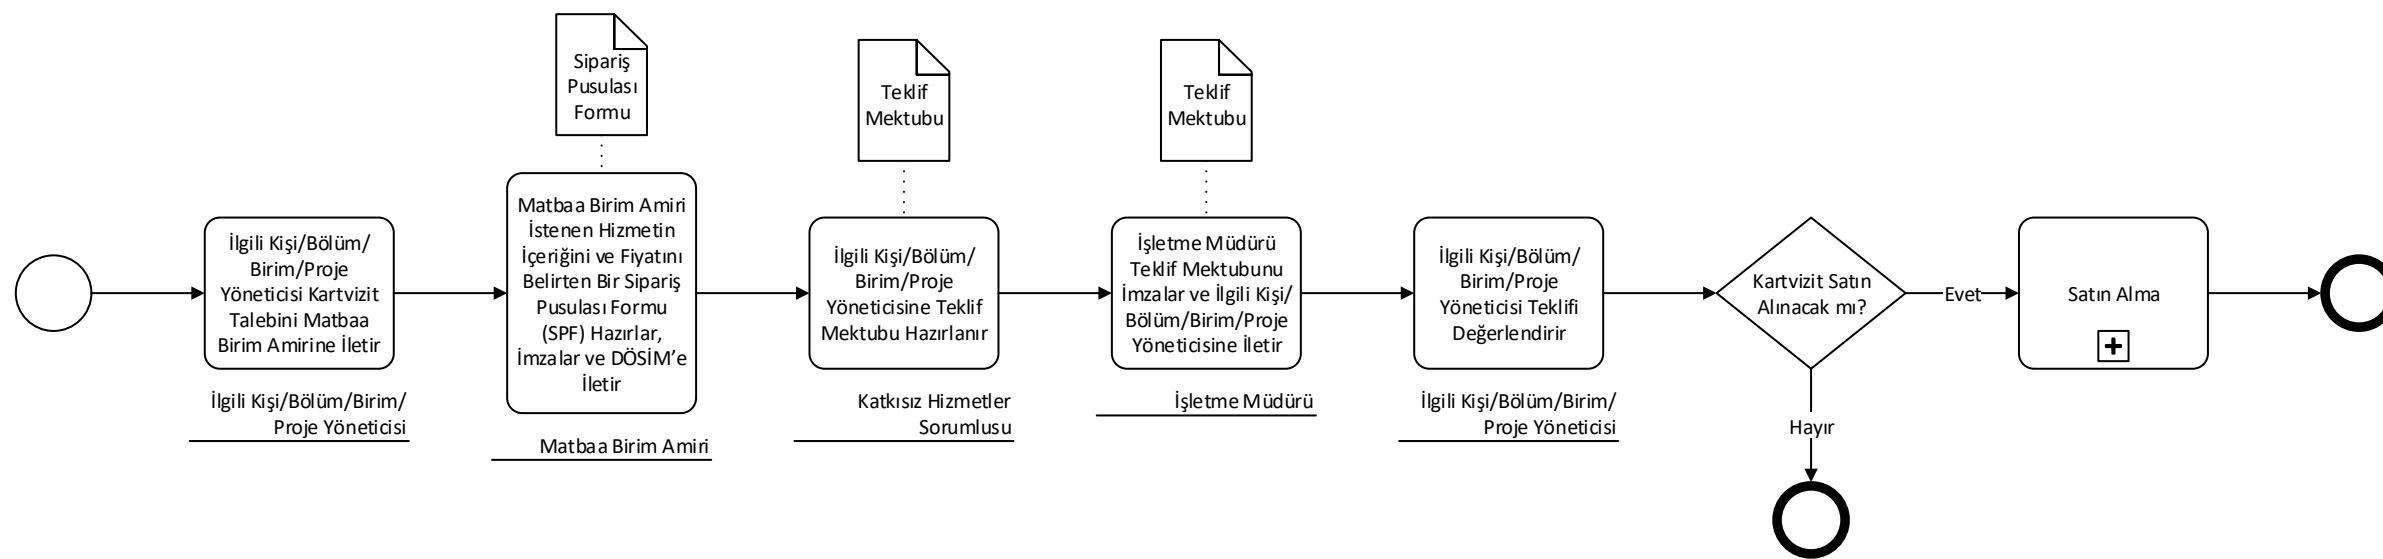 Sipariş
Pusulası
Formu
Teklif
Mektubu
Teklif
Mektubu
İlgili Kişi/Bölüm/
Birim/Proje
Yöneticisi Kartvizit
Talebini Matbaa
Birim Amirine İletir
Matbaa Birim Amiri
İstenen Hizmetin
İçeriğini ve Fiyatını
Belirten Bir Sipariş
Pusulası Formu
(SPF) Hazırlar,
İmzalar ve DÖSİM’e
İletir
İlgili Kişi/Bölüm/
Birim/Proje
Yöneticisine Teklif
Mektubu Hazırlanır
İşletme Müdürü
Teklif Mektubunu
İmzalar ve İlgili Kişi/
Bölüm/Birim/Proje
Yöneticisine İletir
İlgili Kişi/Bölüm/
Birim/Proje
Yöneticisi Teklifi
Değerlendirir
Kartvizit Satın
Alınacak mı?
Evet
Satın Alma
Hayır
İlgili Kişi/Bölüm/Birim/
Proje Yöneticisi
Matbaa Birim Amiri
Katkısız Hizmetler
Sorumlusu
İşletme Müdürü
İlgili Kişi/Bölüm/Birim/
Proje Yöneticisi